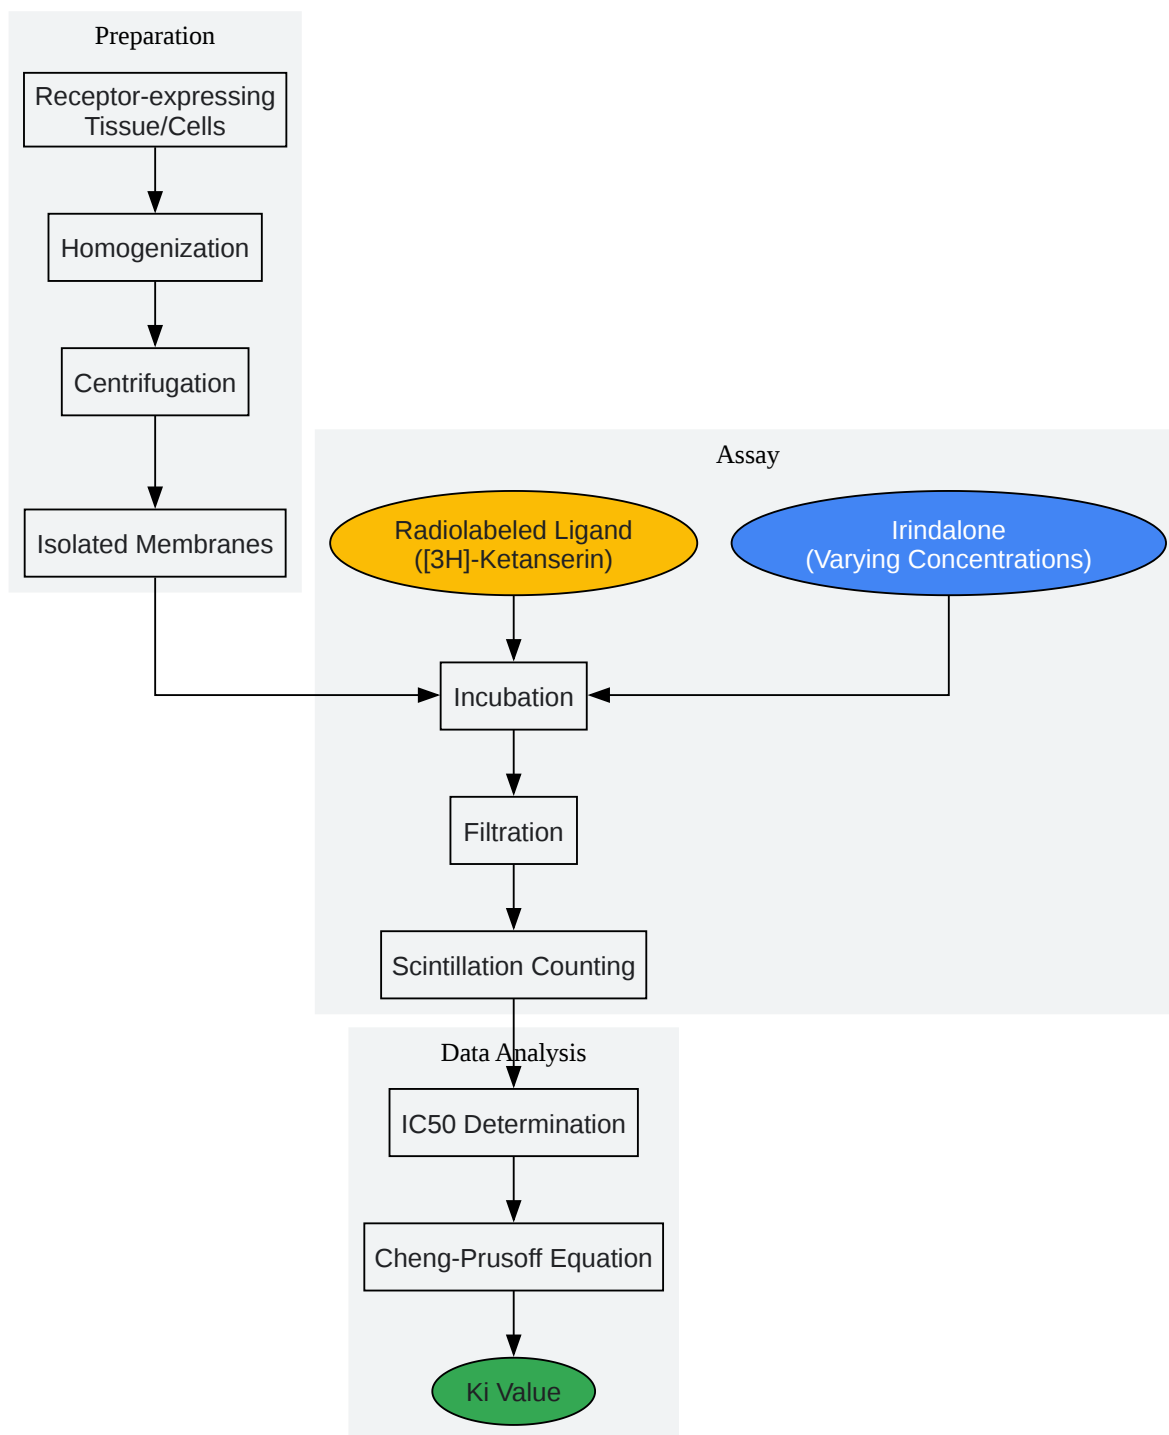 Preparation
Receptor-expressing
Tissue/Cells
Homogenization
Centrifugation
Isolated Membranes
Assay
Radiolabeled Ligand
([3H]-Ketanserin)
Irindalone
(Varying Concentrations)
Incubation
Filtration
Scintillation Counting
Data Analysis
IC50 Determination
Cheng-Prusoff Equation
Ki Value